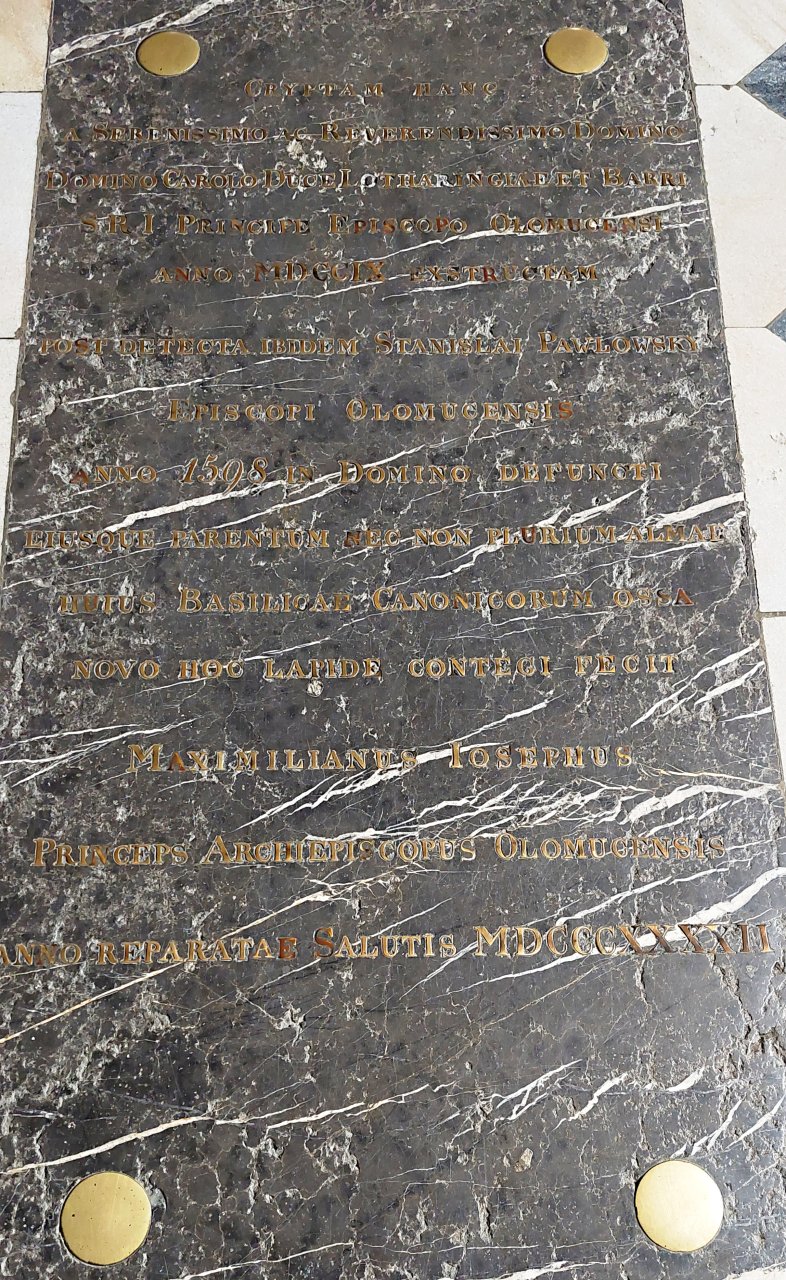 CRYPTAM HANC
A SERENISSIMO AC REVERENDISSIMO DOMINO
DOMINO CAROLO DUCE LOTHARINGIAE ET BARRI
S R I PRINCIPE EPISCOPO OLOMUCENSI
ANNO MDCCIX EXSTRUCTAM
POST DETECTA IBIDEM STANISLAI PAWLOWSKY
EPISCOPI OLOMUCENSIS
ANNO 1598 IN DOMINO DEFUNCTI
EIUSQUE PARENTUM NEC NON PLURIUM ALMAE
HUIUS BASILICAE CANONICORUM OSSA
NOVO HOC LAPIDE CONTEGI FECIT
MAXIMILIANUS IOSEPHUS
PRINCEPS ARCHIEPISCOPUS OLOMUCENSIS
ANNO REPARATAE SALUTIS MDCCCXXXXII